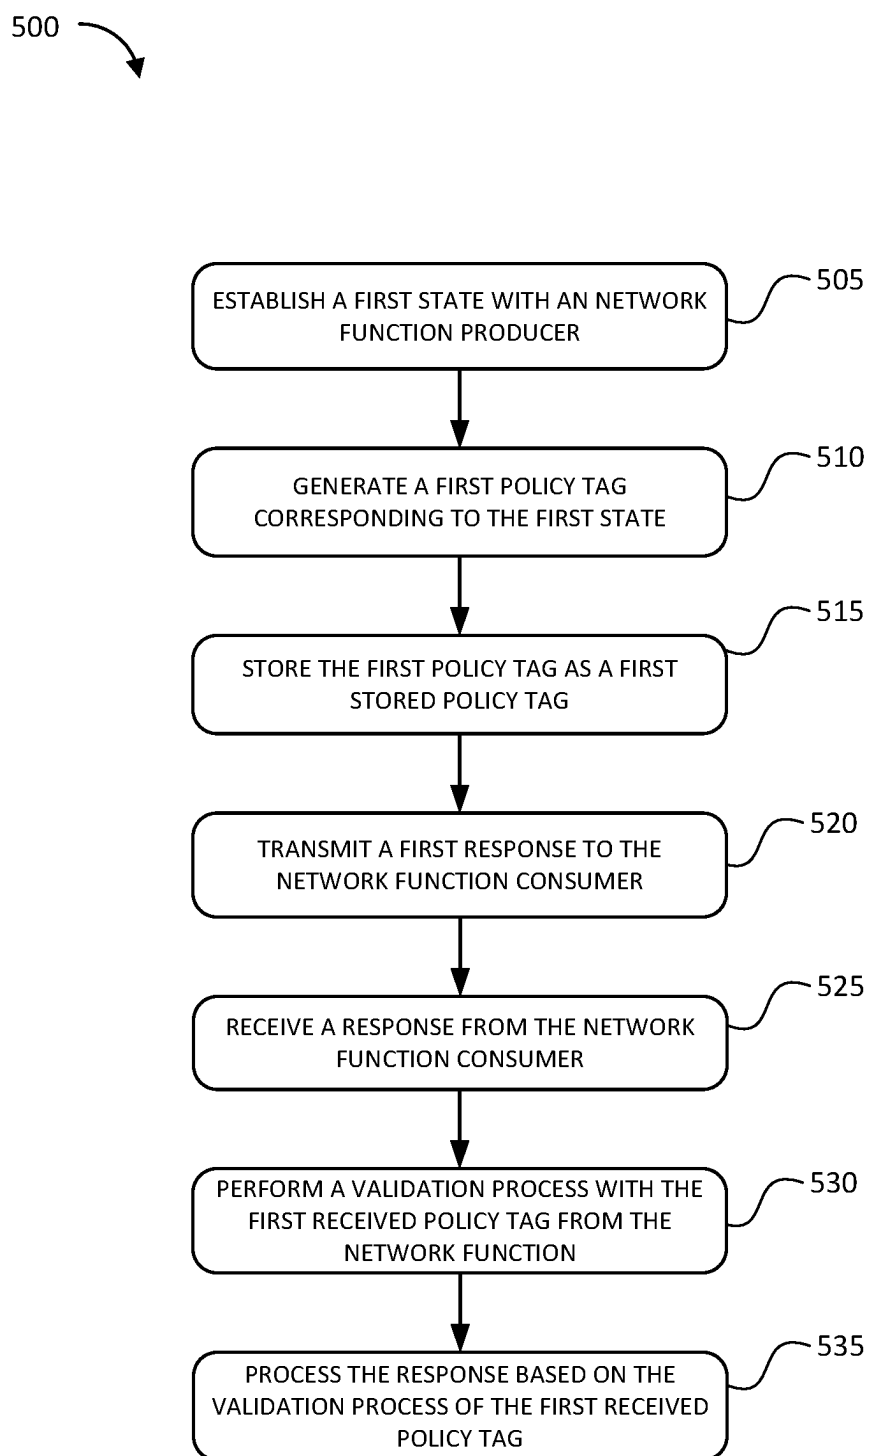 500
ESTABLISH A FIRST STATE WITH AN NETWORK
FUNCTION PRODUCER
505
GENERATE A FIRST POLICY TAG
CORRESPONDING TO THE FIRST STATE
510
STORE THE FIRST POLICY TAG AS A FIRST
STORED POLICY TAG
515
TRANSMIT A FIRST RESPONSE TO THE
NETWORK FUNCTION CONSUMER
520
RECEIVE A RESPONSE FROM THE NETWORK
FUNCTION CONSUMER
525
PERFORM A VALIDATION PROCESS WITH THE
FIRST RECEIVED POLICY TAG FROM THE
NETWORK FUNCTION
530
PROCESS THE RESPONSE BASED ON THE
VALIDATION PROCESS OF THE FIRST RECEIVED
POLICY TAG
535